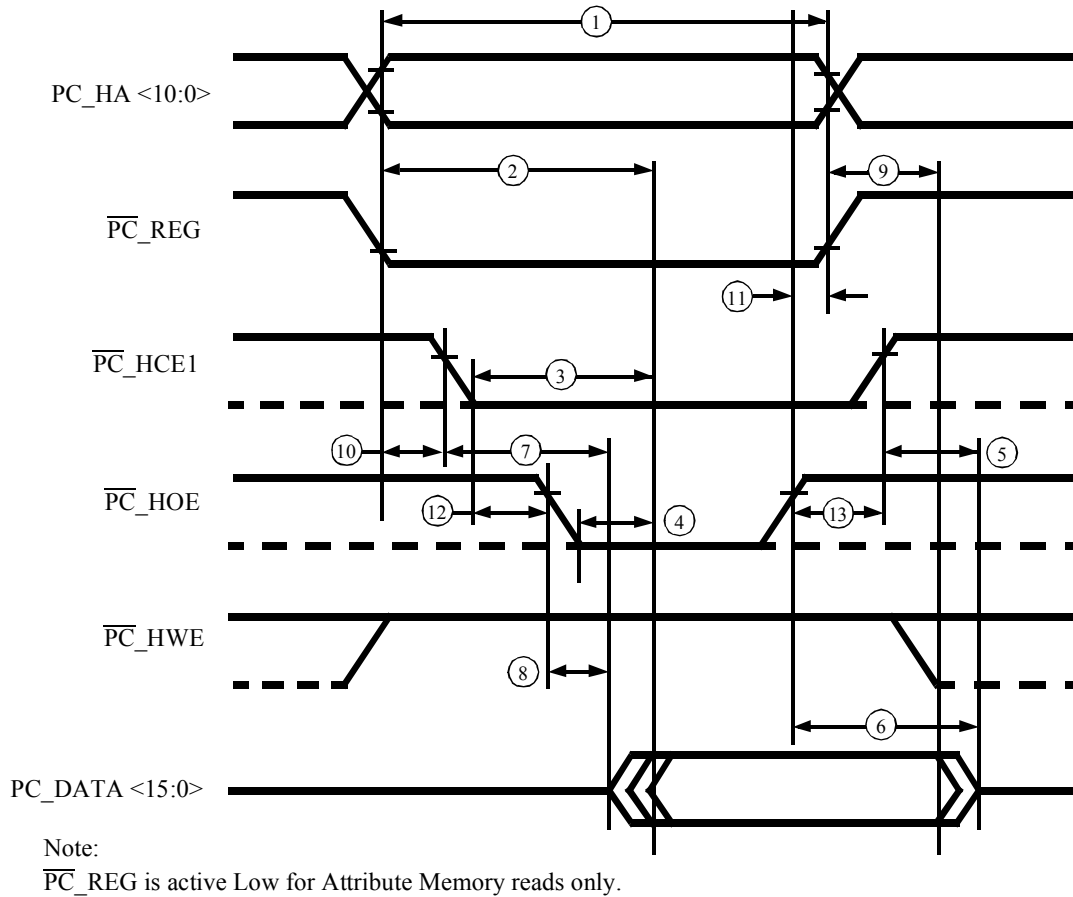 1
PC_HA <10:0>
2
9
PC_REG
11
PC_HCE1
3
10
7
5
PC_HOE
12
4
13
PC_HWE
8
6
PC_DATA <15:0>
Note:
PC_REG is active Low for Attribute Memory reads only.